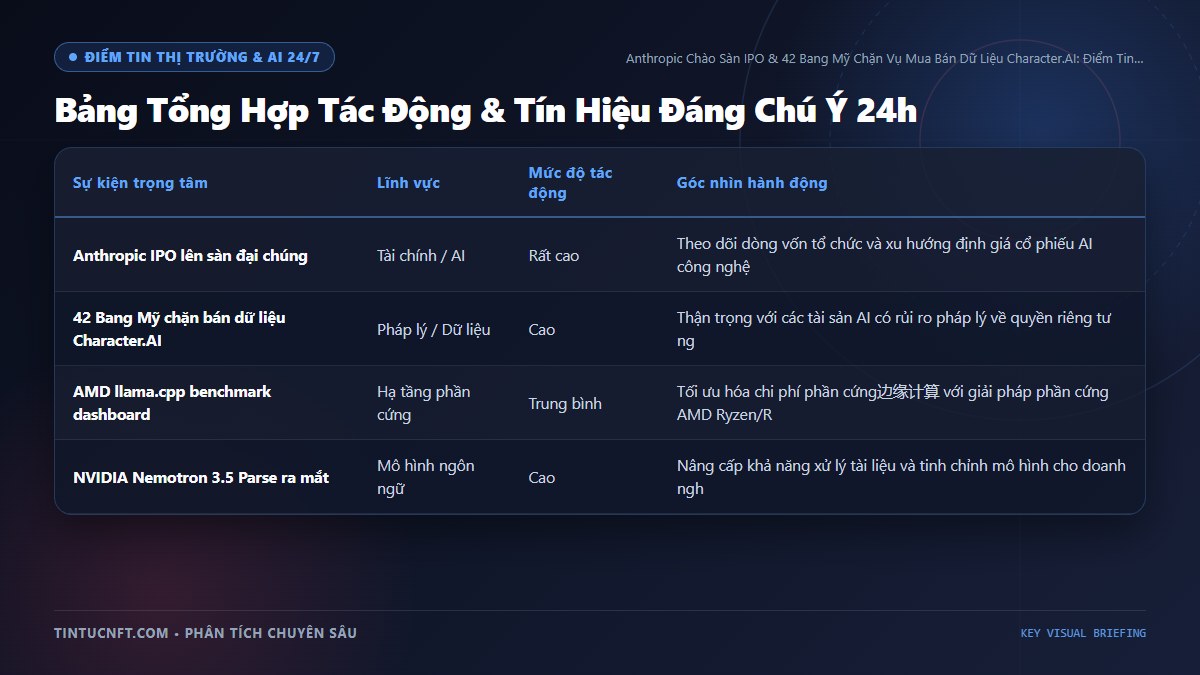 ĐIỂM TIN THỊ TRƯỜNG & AI 24/7
Anthropic Chào Sàn IPO & 42 Bang Mỹ Chặn Vụ Mua Bán Dữ Liệu Character.AI: Điểm Tin...
Bảng Tổng Hợp Tác Động & Tín Hiệu Đáng Chú Ý 24h
Sự kiện trọng tâm
Lĩnh vực
Mức độ tác
động
Góc nhìn hành động
Anthropic IPO lên sàn đại chúng
Tài chính / AI
Rất cao
Theo dõi dòng vốn tổ chức và xu hướng định giá cổ phiếu AI
công nghệ
42 Bang Mỹ chặn bán dữ liệu
Character.AI
Pháp lý / Dữ liệu
Cao
Thận trọng với các tài sản AI có rủi ro pháp lý về quyền riêng tư
ng
AMD llama.cpp benchmark
dashboard
Hạ tầng phần
cứng
Trung bình
Tối ưu hóa chi phí phần cứng边缘计算 với giải pháp phần cứng
AMD Ryzen/R
NVIDIA Nemotron 3.5 Parse ra mắt
Mô hình ngôn
ngữ
Cao
Nâng cấp khả năng xử lý tài liệu và tinh chỉnh mô hình cho doanh
ngh
TINTUCNFT.COM • PHÂN TÍCH CHUYÊN SÂU
KEY VISUAL BRIEFING